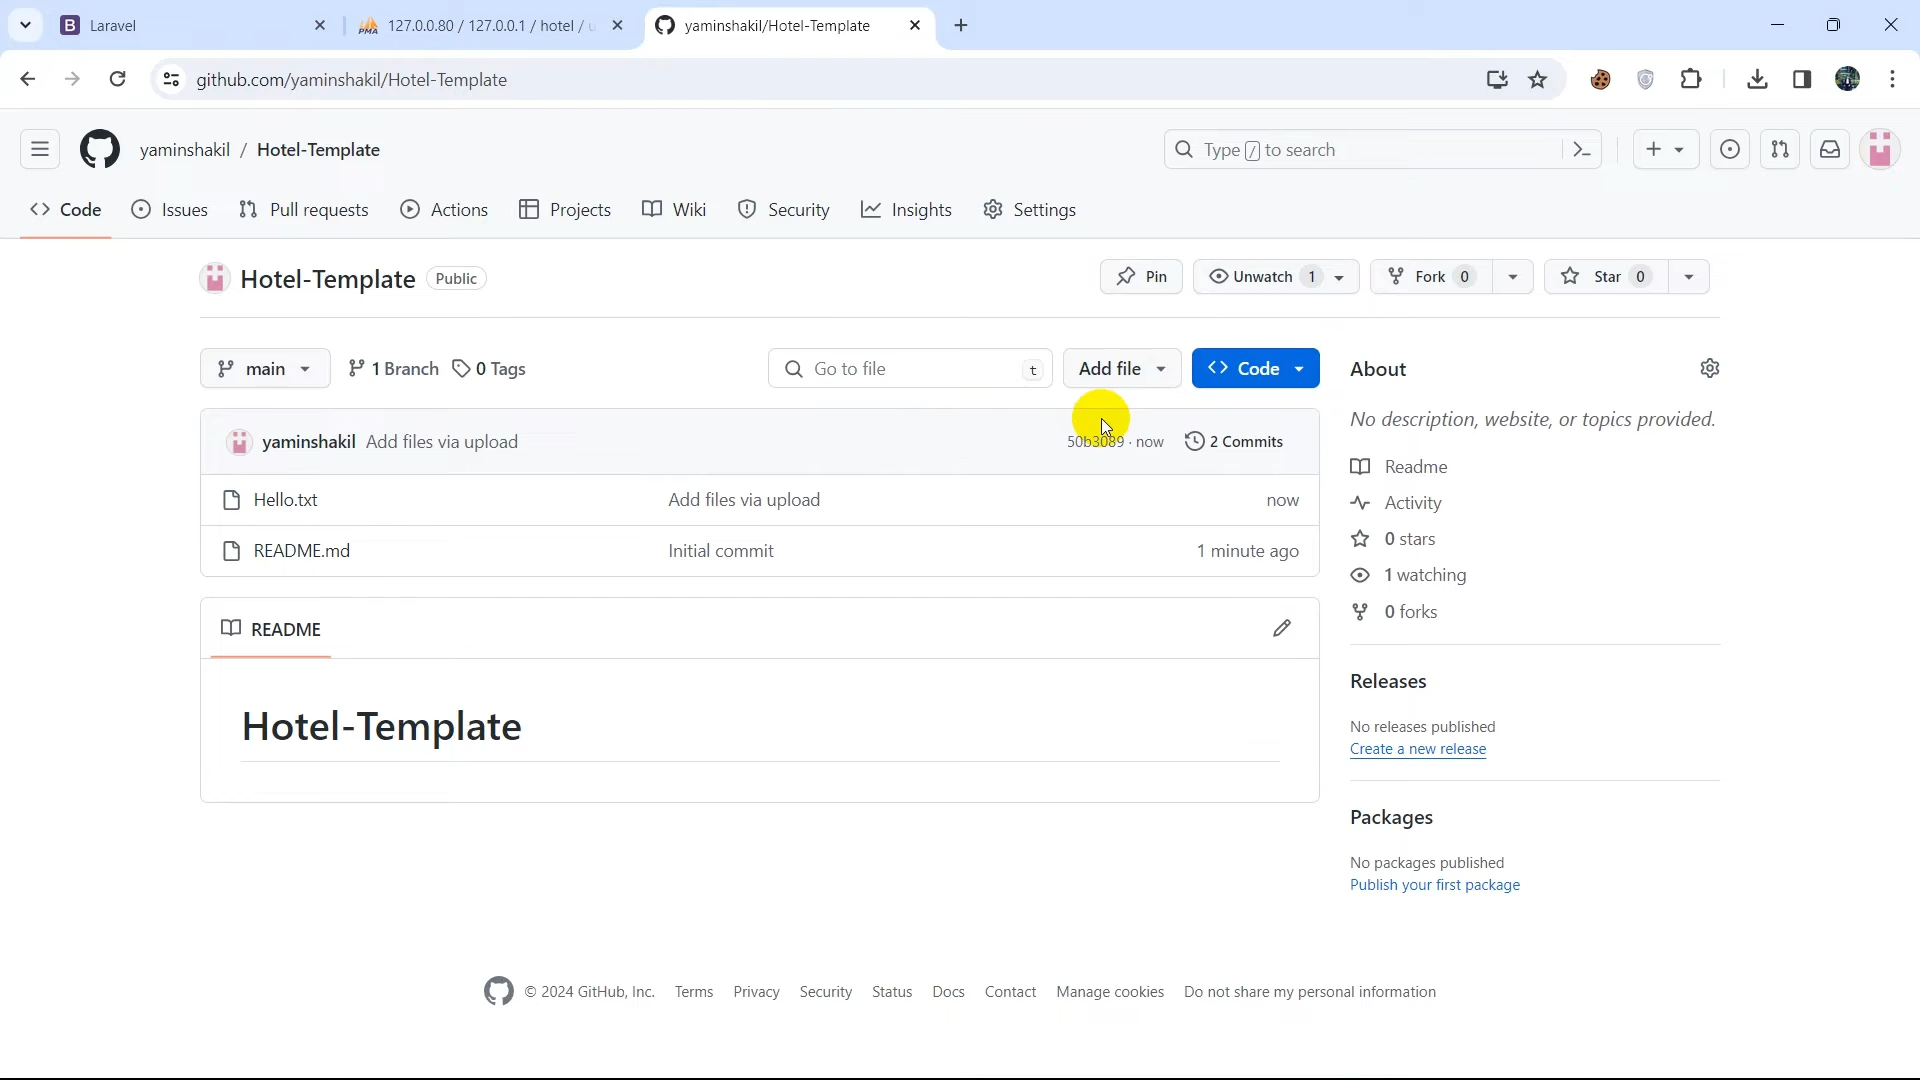 Laravel
127.0.0.80 / 127.0.0.1 / hotel / u
yaminshakil/Hotel-Template
github.com/yaminshakil/Hotel-Template
yaminshakil / Hotel-Template
Type / to search
Code Issues Pull requests Actions Projects Wiki Security Insights Settings
Hotel-Template Public
Pin Unwatch 1 Fork 0 Star 0
main 1 Branch 0 Tags Go to file t Add file Code
yaminshakil Add files via upload 50b3089 · now 2 Commits
Hello.txt Add files via upload now
README.md Initial commit 1 minute ago
README
Hotel-Template
About
No description, website, or topics provided.
Readme
Activity
0 stars
1 watching
0 forks
Releases
No releases published
Create a new release
Packages
No packages published
Publish your first package
© 2024 GitHub, Inc. Terms Privacy Security Status Docs Contact Manage cookies Do not share my personal information